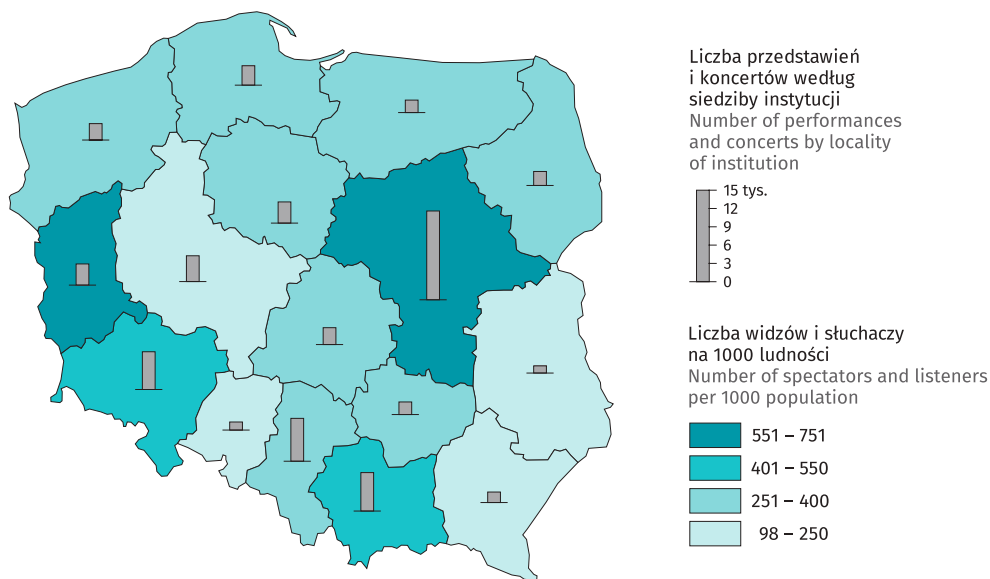 Liczba przedstawień
i koncertów według
siedziby instytucji
Number of performances
and concerts by locality
of institution
15 tys.
12
9
6
3
0
Liczba widzów i słuchaczy
na 1000 ludności
Number of spectators and listeners
per 1000 population
551 – 751
401 – 550
251 – 400
98 – 250